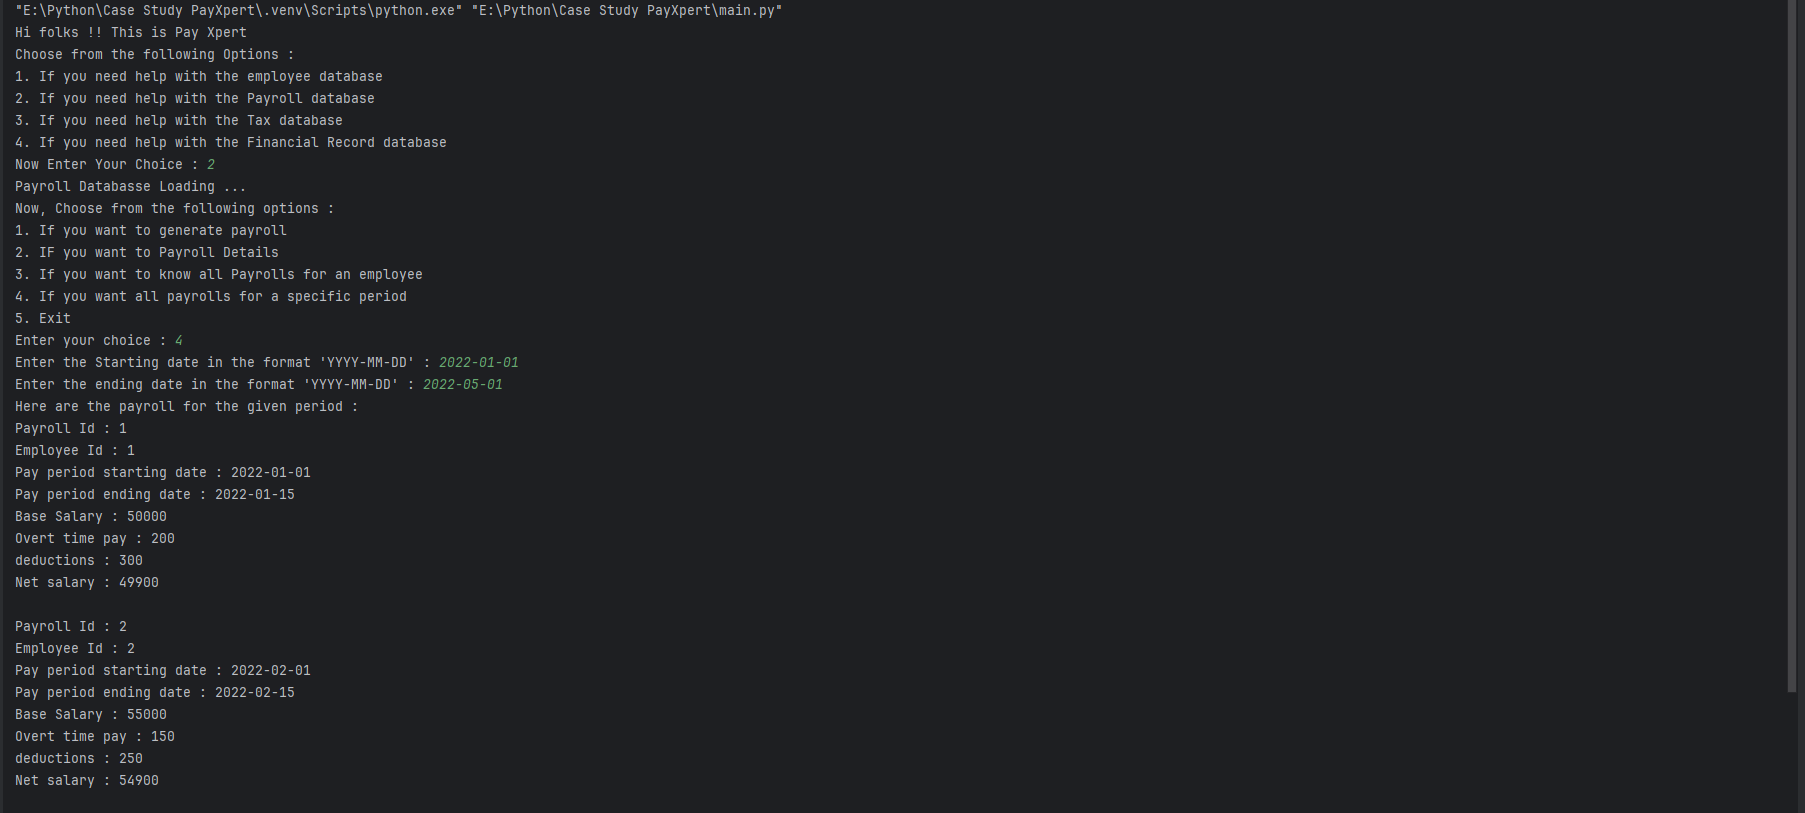 "E:\Python\Case Study PayXpert\.venv\Scripts\python.exe" "E:\Python\Case Study PayXpert\main.py"
Hi folks !! This is Pay Xpert
Choose from the following Options :
1. If you need help with the employee database
2. If you need help with the Payroll database
3. If you need help with the Tax database
4. If you need help with the Financial Record database
Now Enter Your Choice : 2
Payroll Databasse Loading ...
Now, Choose from the following options :
1. If you want to generate payroll
2. IF you want to Payroll Details
3. If you want to know all Payrolls for an employee
4. If you want all payrolls for a specific period
5. Exit
Enter your choice : 4
Enter the Starting date in the format 'YYYY-MM-DD' : 2022-01-01
Enter the ending date in the format 'YYYY-MM-DD' : 2022-05-01
Here are the payroll for the given period :
Payroll Id : 1
Employee Id : 1
Pay period starting date : 2022-01-01
Pay period ending date : 2022-01-15
Base Salary : 50000
Overt time pay : 200
deductions : 300
Net salary : 49900
Payroll Id : 2
Employee Id : 2
Pay period starting date : 2022-02-01
Pay period ending date : 2022-02-15
Base Salary : 55000
Overt time pay : 150
deductions : 250
Net salary : 54900